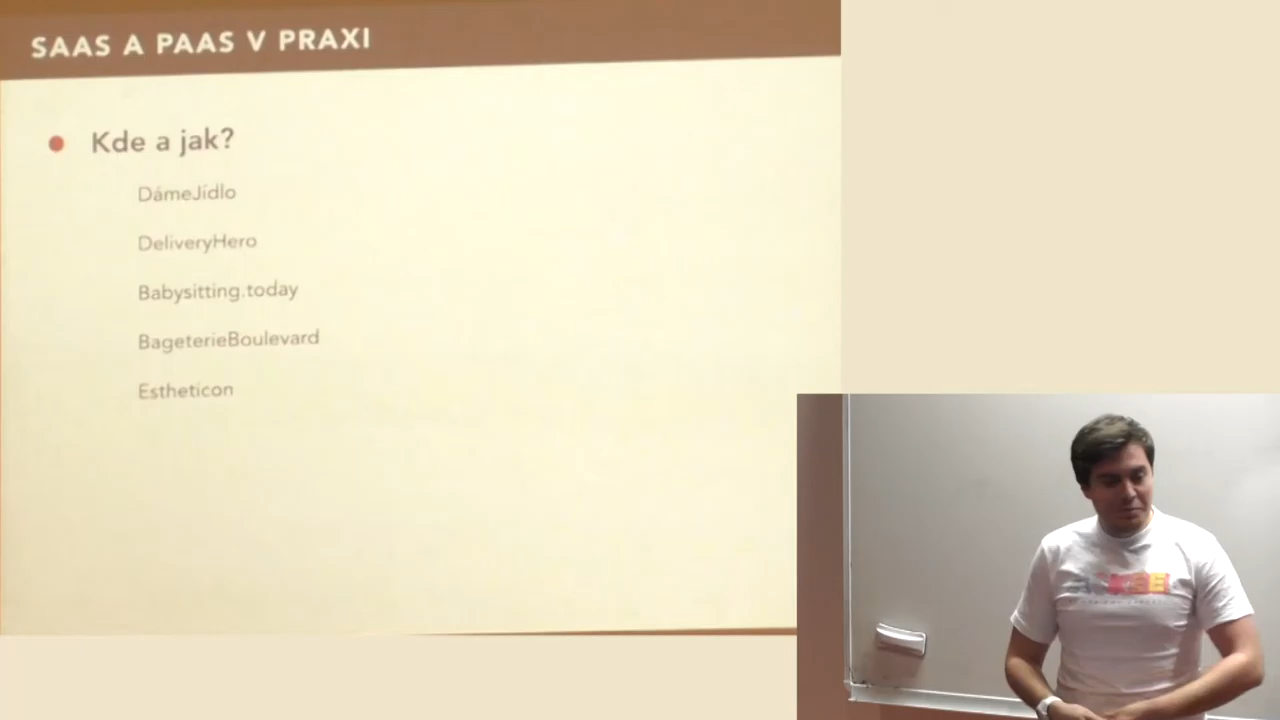 SAAS A PAAS V PRAXI
Kde a jak?
DámeJídlo
DeliveryHero
Babysitting.today
BageterieBoulevard
Estheticon